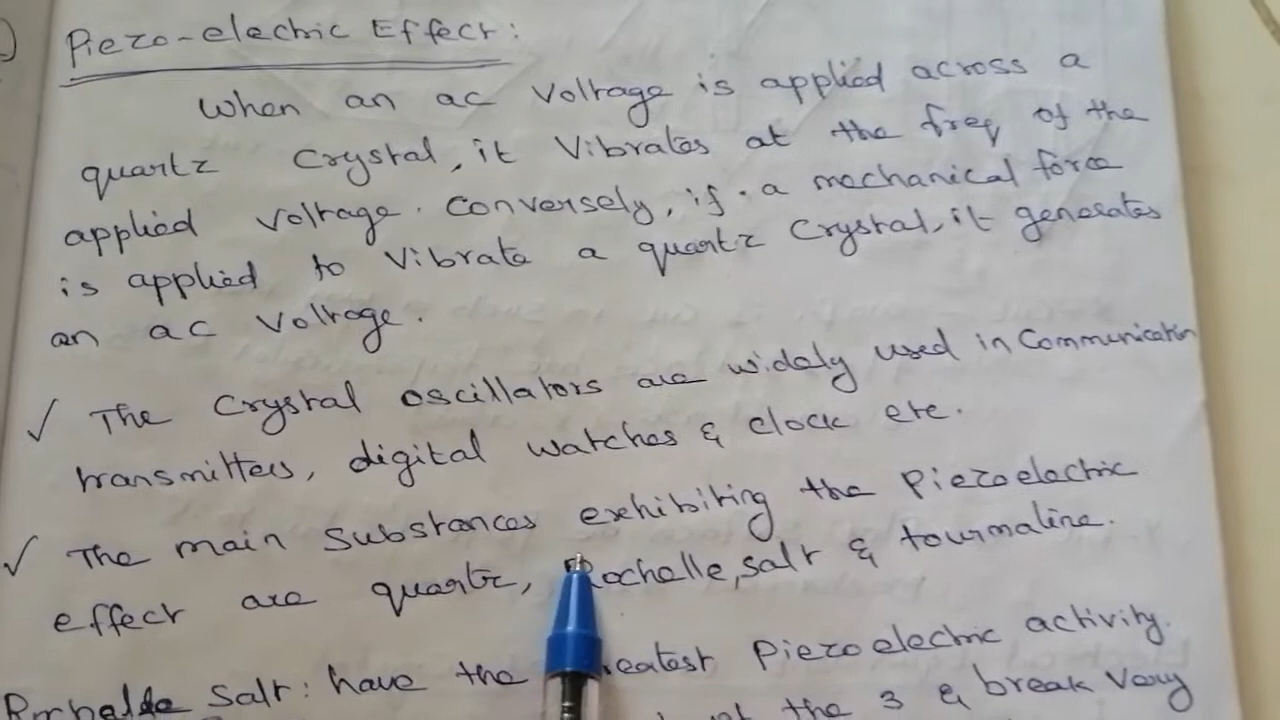 Piezo-electric Effect:
When an ac voltage is applied across a
quartz crystal, it vibrates at the freq of the
applied voltage. Conversely, if a mechanical force
is applied to vibrate a quartz crystal, it generates
an ac voltage.
✓ The crystal oscillators are widely used in Communication
transmitters, digital watches & clock etc.
✓ The main substances exhibiting the piezoelectric
effect are quartz, Rochelle, salt & tourmaline.
Salt: have the greatest piezoelectric activity.
the 3 & break very